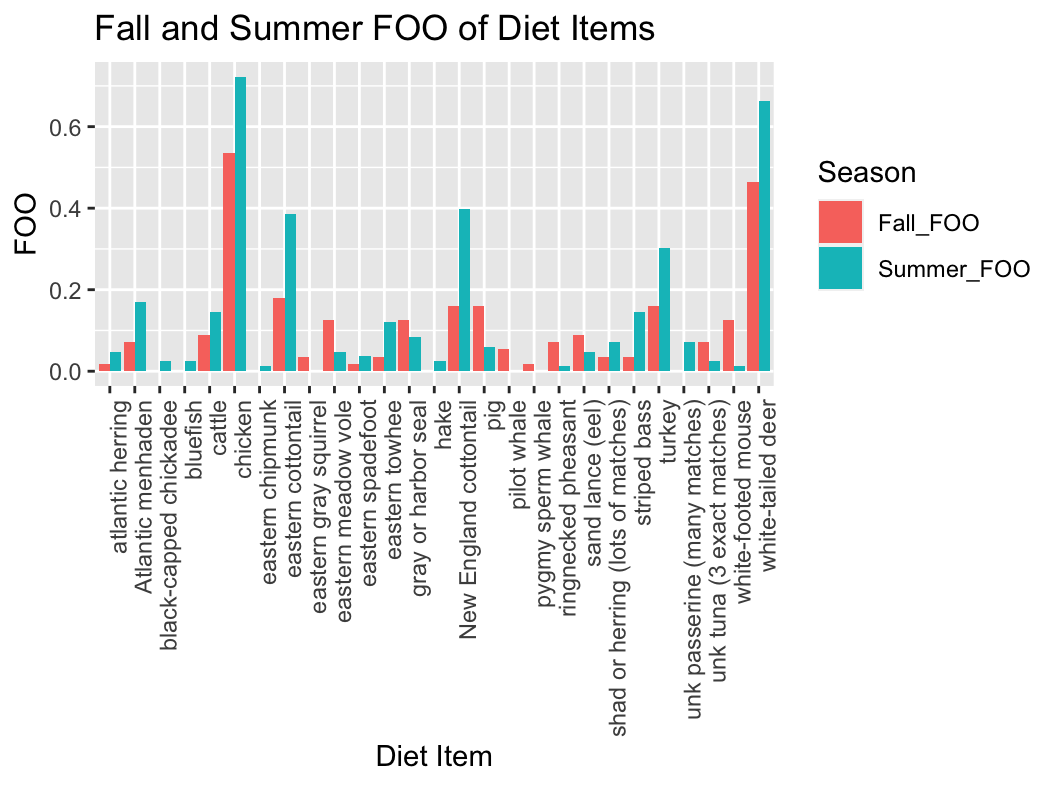 Fall and Summer FOO of Diet Items
FOO
0.6
0.4
0.2
0.0
atlantic herring
Atlantic menhaden
black-capped chickadee
bluefish
cattle
chicken
eastern chipmunk
eastern cottontail
eastern gray squirrel
eastern meadow vole
eastern spadefoot
eastern towhee
gray or harbor seal
hake
New England cottontail
pig
pilot whale
pygmy sperm whale
ringnecked pheasant
sand lance (eel)
shad or herring (lots of matches)
striped bass
turkey
unk passerine (many matches)
unk tuna (3 exact matches)
white-footed mouse
white-tailed deer
Diet Item
Season
Fall_FOO
Summer_FOO